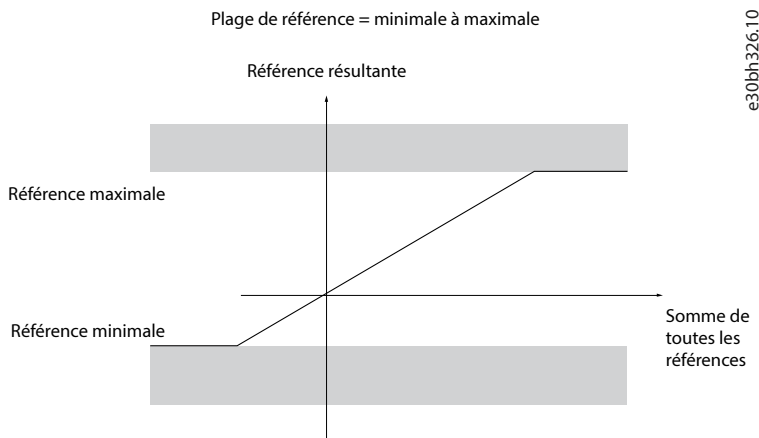 Plage de référence = minimale à maximale
e30bh326.10
Référence résultante
Référence maximale
Référence minimale
Somme de
toutes les
références